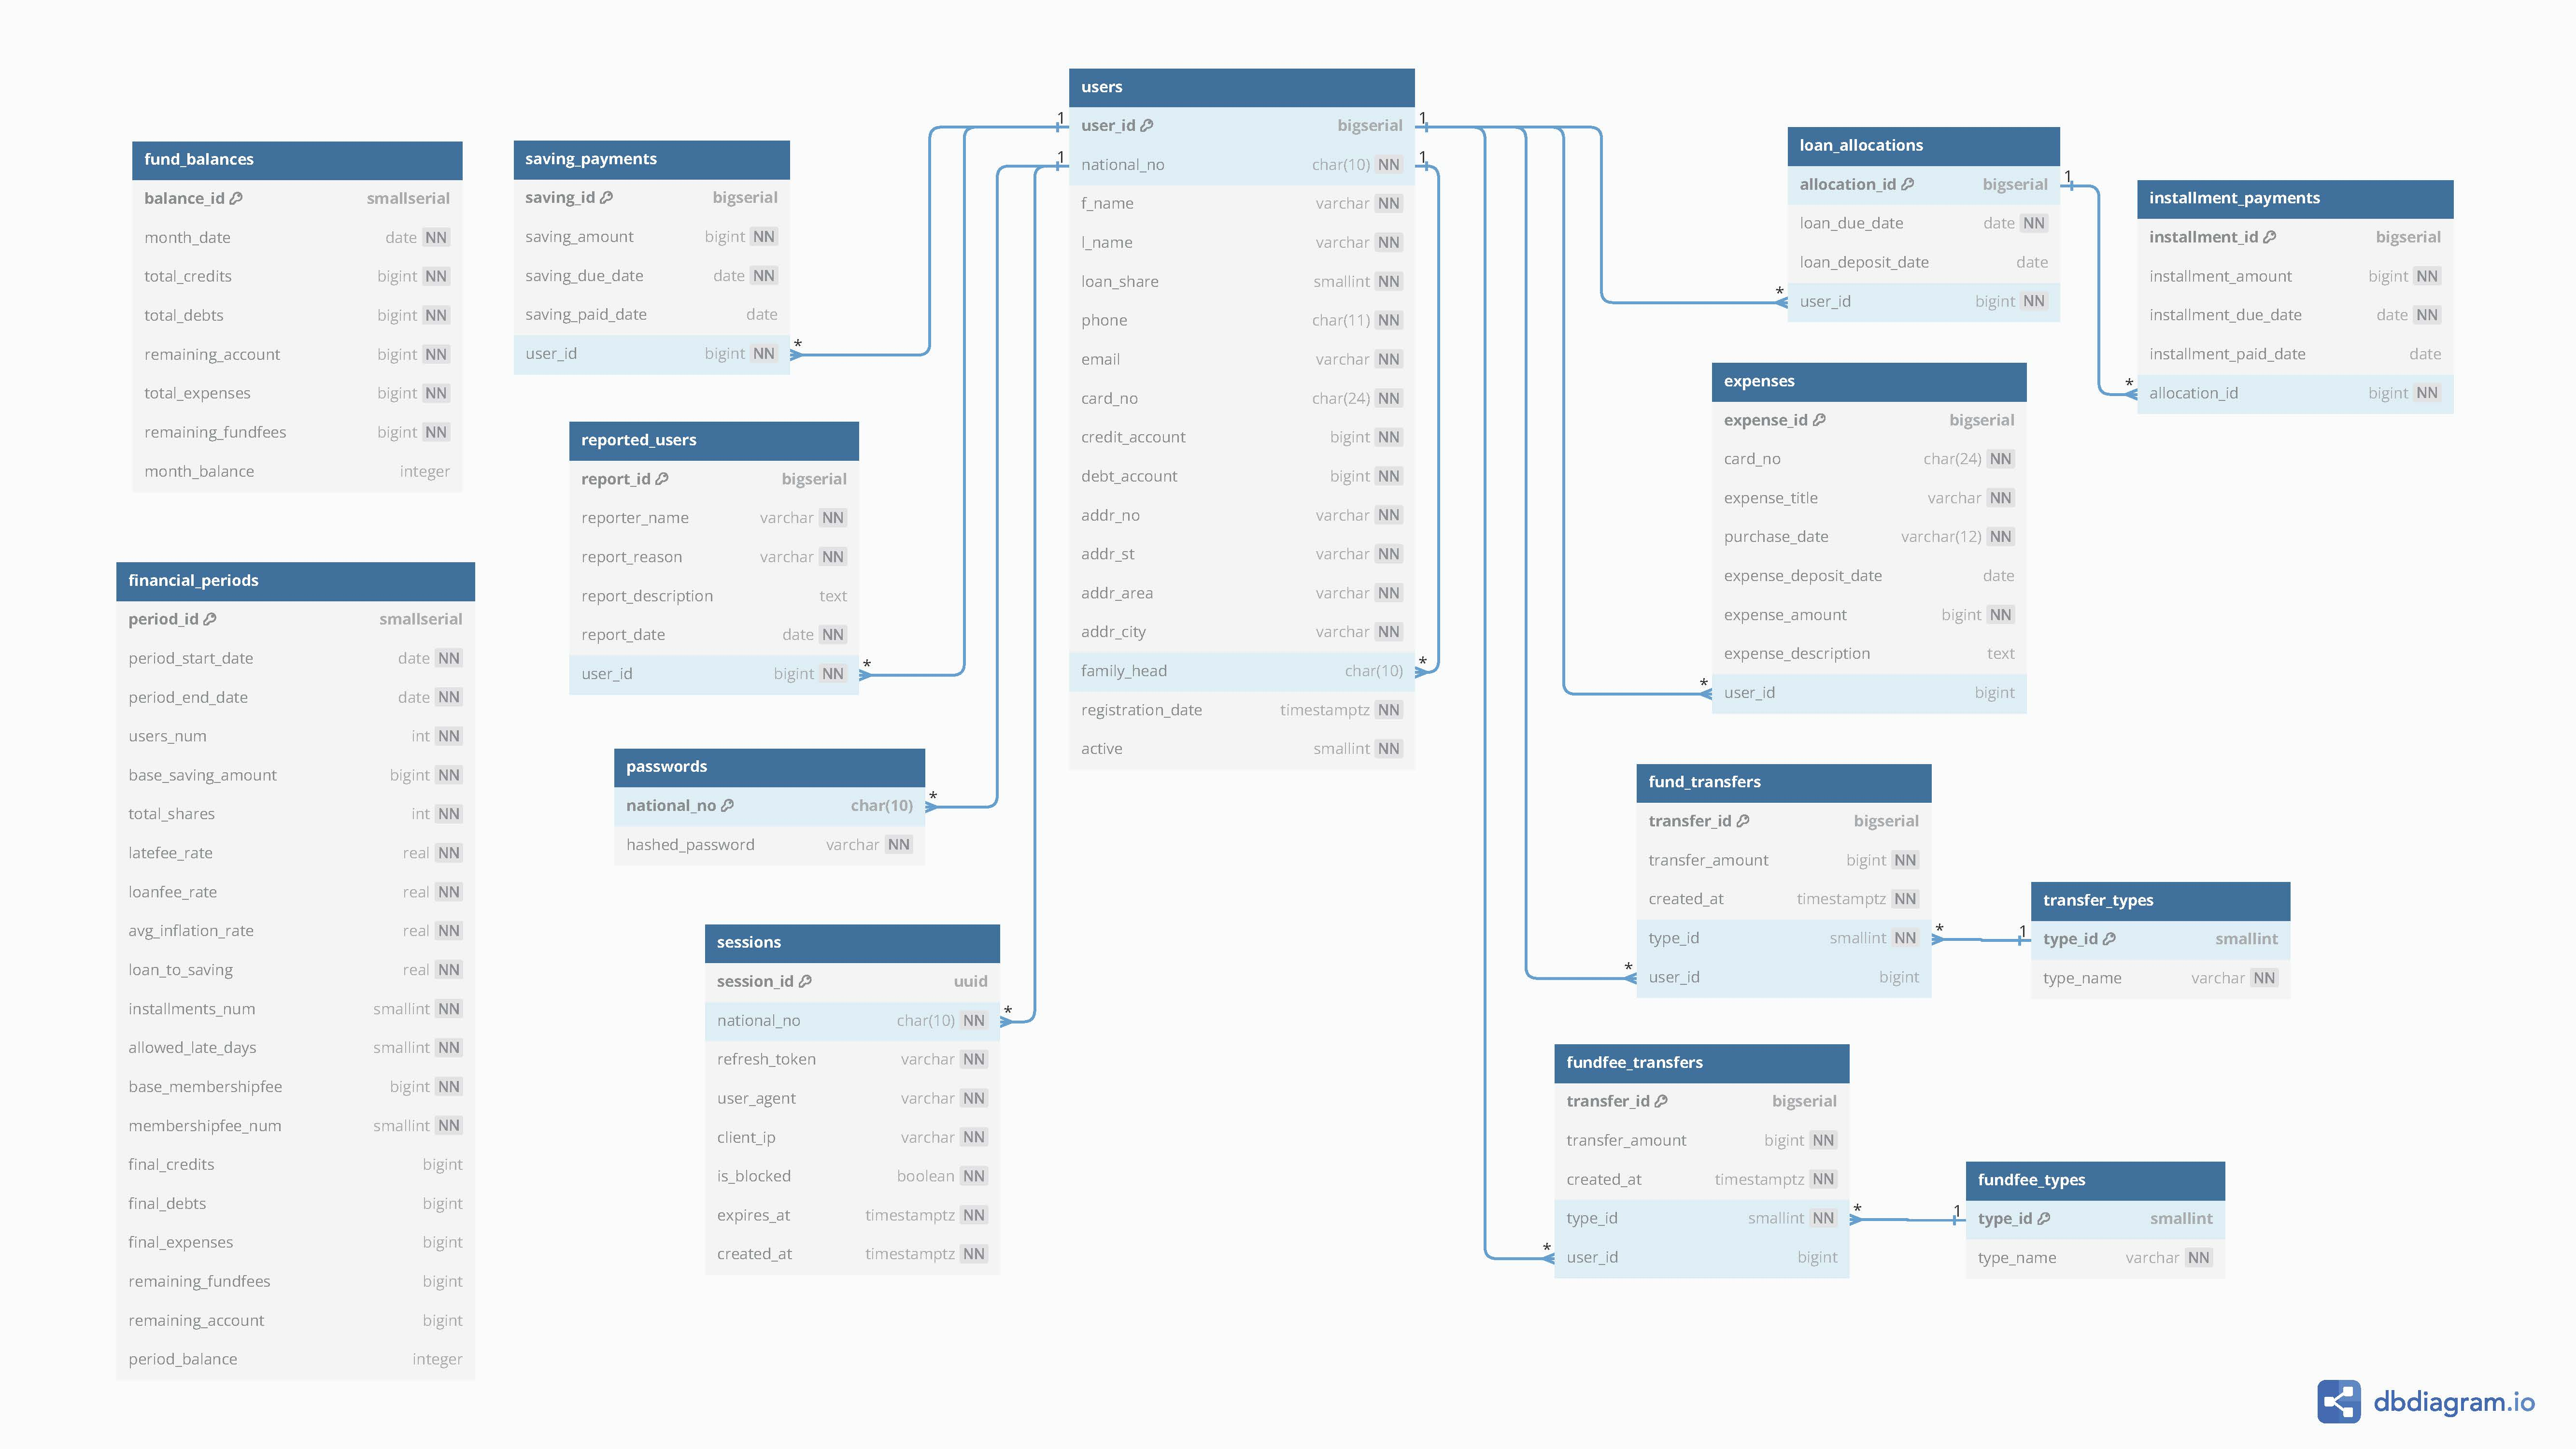 fund_balances
balance_id smallserial
month_date date NN
total_credits bigint NN
total_debts bigint NN
remaining_account bigint NN
total_expenses bigint NN
remaining_fundfees bigint NN
month_balance integer
financial_periods
period_id smallserial
period_start_date date NN
period_end_date date NN
users_num int NN
base_saving_amount bigint NN
total_shares int NN
latefee_rate real NN
loanfee_rate real NN
avg_inflation_rate real NN
loan_to_saving real NN
installments_num smallint NN
allowed_late_days smallint NN
base_membershipfee bigint NN
membershipfee_num smallint NN
final_credits bigint
final_debts bigint
final_expenses bigint
remaining_fundfees bigint
remaining_account bigint
period_balance integer
saving_payments
saving_id bigserial
saving_amount bigint NN
saving_due_date date NN
saving_paid_date date
user_id bigint NN
*
reported_users
report_id bigserial
reporter_name varchar NN
report_reason varchar NN
report_description text
report_date date NN
user_id bigint NN
*
passwords
national_no char(10)
*
hashed_password varchar NN
sessions
session_id uuid
national_no char(10) NN
*
refresh_token varchar NN
user_agent varchar NN
client_ip varchar NN
is_blocked boolean NN
expires_at timestamptz NN
created_at timestamptz NN
users
1
user_id bigserial
1
1
national_no char(10) NN
1
f_name varchar NN
l_name varchar NN
loan_share smallint NN
phone char(11) NN
email varchar NN
card_no char(24) NN
credit_account bigint NN
debt_account bigint NN
addr_no varchar NN
addr_st varchar NN
addr_area varchar NN
addr_city varchar NN
family_head char(10)
*
registration_date timestamptz NN
active smallint NN
loan_allocations
allocation_id bigserial
1
loan_due_date date NN
loan_deposit_date date
*
user_id bigint NN
installment_payments
installment_id bigserial
installment_amount bigint NN
installment_due_date date NN
installment_paid_date date
*
allocation_id bigint NN
expenses
expense_id bigserial
card_no char(24) NN
expense_title varchar NN
purchase_date varchar(12) NN
expense_deposit_date date
expense_amount bigint NN
expense_description text
*
user_id bigint
fund_transfers
transfer_id bigserial
transfer_amount bigint NN
created_at timestamptz NN
type_id smallint NN
*
*
user_id bigint
transfer_types
1
type_id smallint
type_name varchar NN
fundfee_transfers
transfer_id bigserial
transfer_amount bigint NN
created_at timestamptz NN
type_id smallint NN
*
*
user_id bigint
fundfee_types
1
type_id smallint
type_name varchar NN
dbdiagram.io